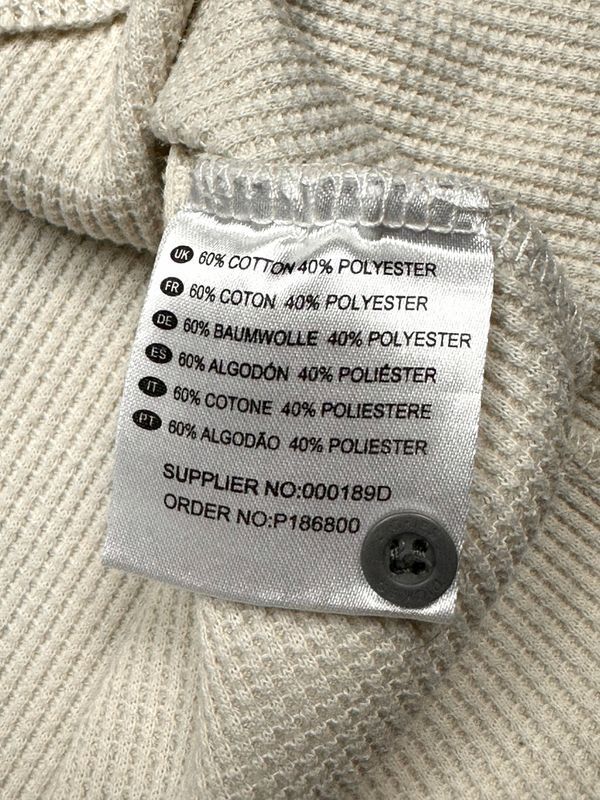 UK 60% COTTON 40% POLYESTER
FR 60% COTON 40% POLYESTER
DE 60% BAUMWOLLE 40% POLYESTER
ES 60% ALGODÓN 40% POLIÉSTER
IT 60% COTONE 40% POLIESTERE
PT 60% ALGODÃO 40% POLIESTER
SUPPLIER NO:000189D
ORDER NO:P186800